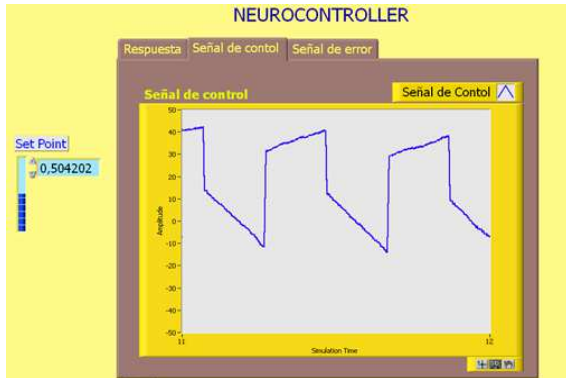 NEUROCONTROLLER
Respuesta
Señal de contol
Señal de error
Señal de control
Señal de Contol
Set Point
0,504202
Amplitude
50
40
30
20
10
0
-10
-20
-30
-40
-50
11
12
Simulation Time